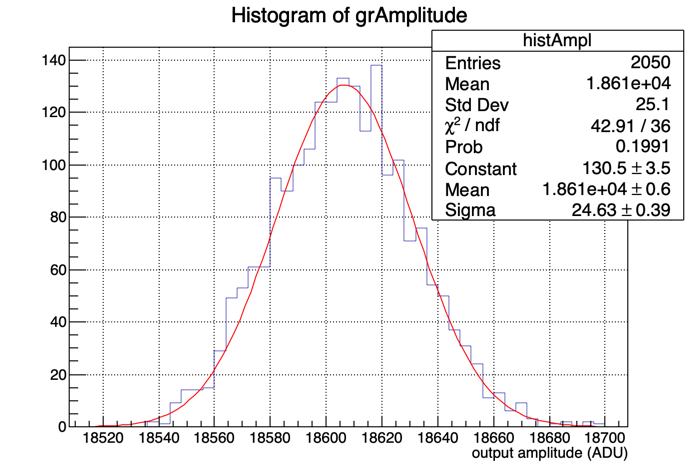 Histogram of grAmplitude
histAmpl
Entries 2050
Mean 1.861e+04
Std Dev 25.1
χ² / ndf 42.91 / 36
Prob 0.1991
Constant 130.5 ± 3.5
Mean 1.861e+04 ± 0.6
Sigma 24.63 ± 0.39
140
120
100
80
60
40
20
0
18520 18540 18560 18580 18600 18620 18640 18660 18680 18700
output amplitude (ADU)